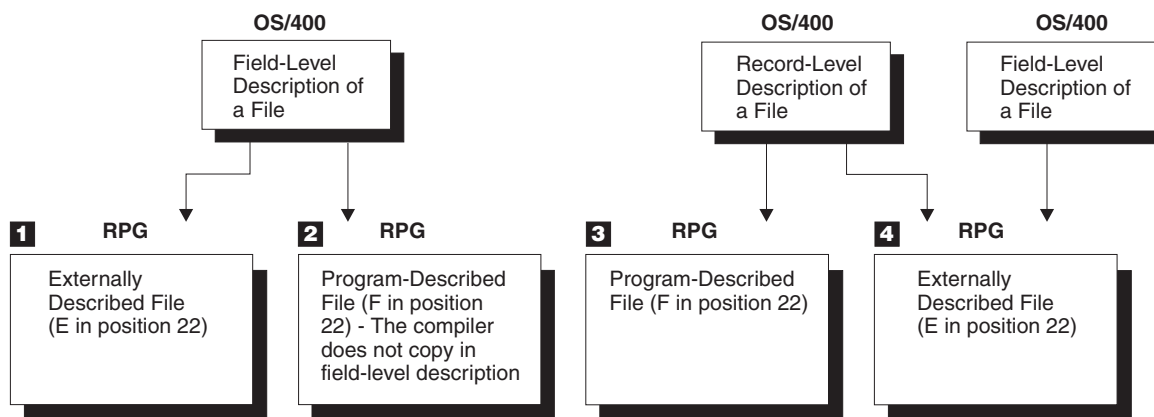 OS/400
Field-Level
Description of
a File
OS/400
Record-Level
Description of
a File
OS/400
Field-Level
Description of
a File
1 RPG
Externally
Described File
(E in position 22)
2 RPG
Program-Described
File (F in position
22) - The compiler
does not copy in
field-level description
3 RPG
Program-Described
File (F in position 22)
4 RPG
Externally
Described File
(E in position 22)